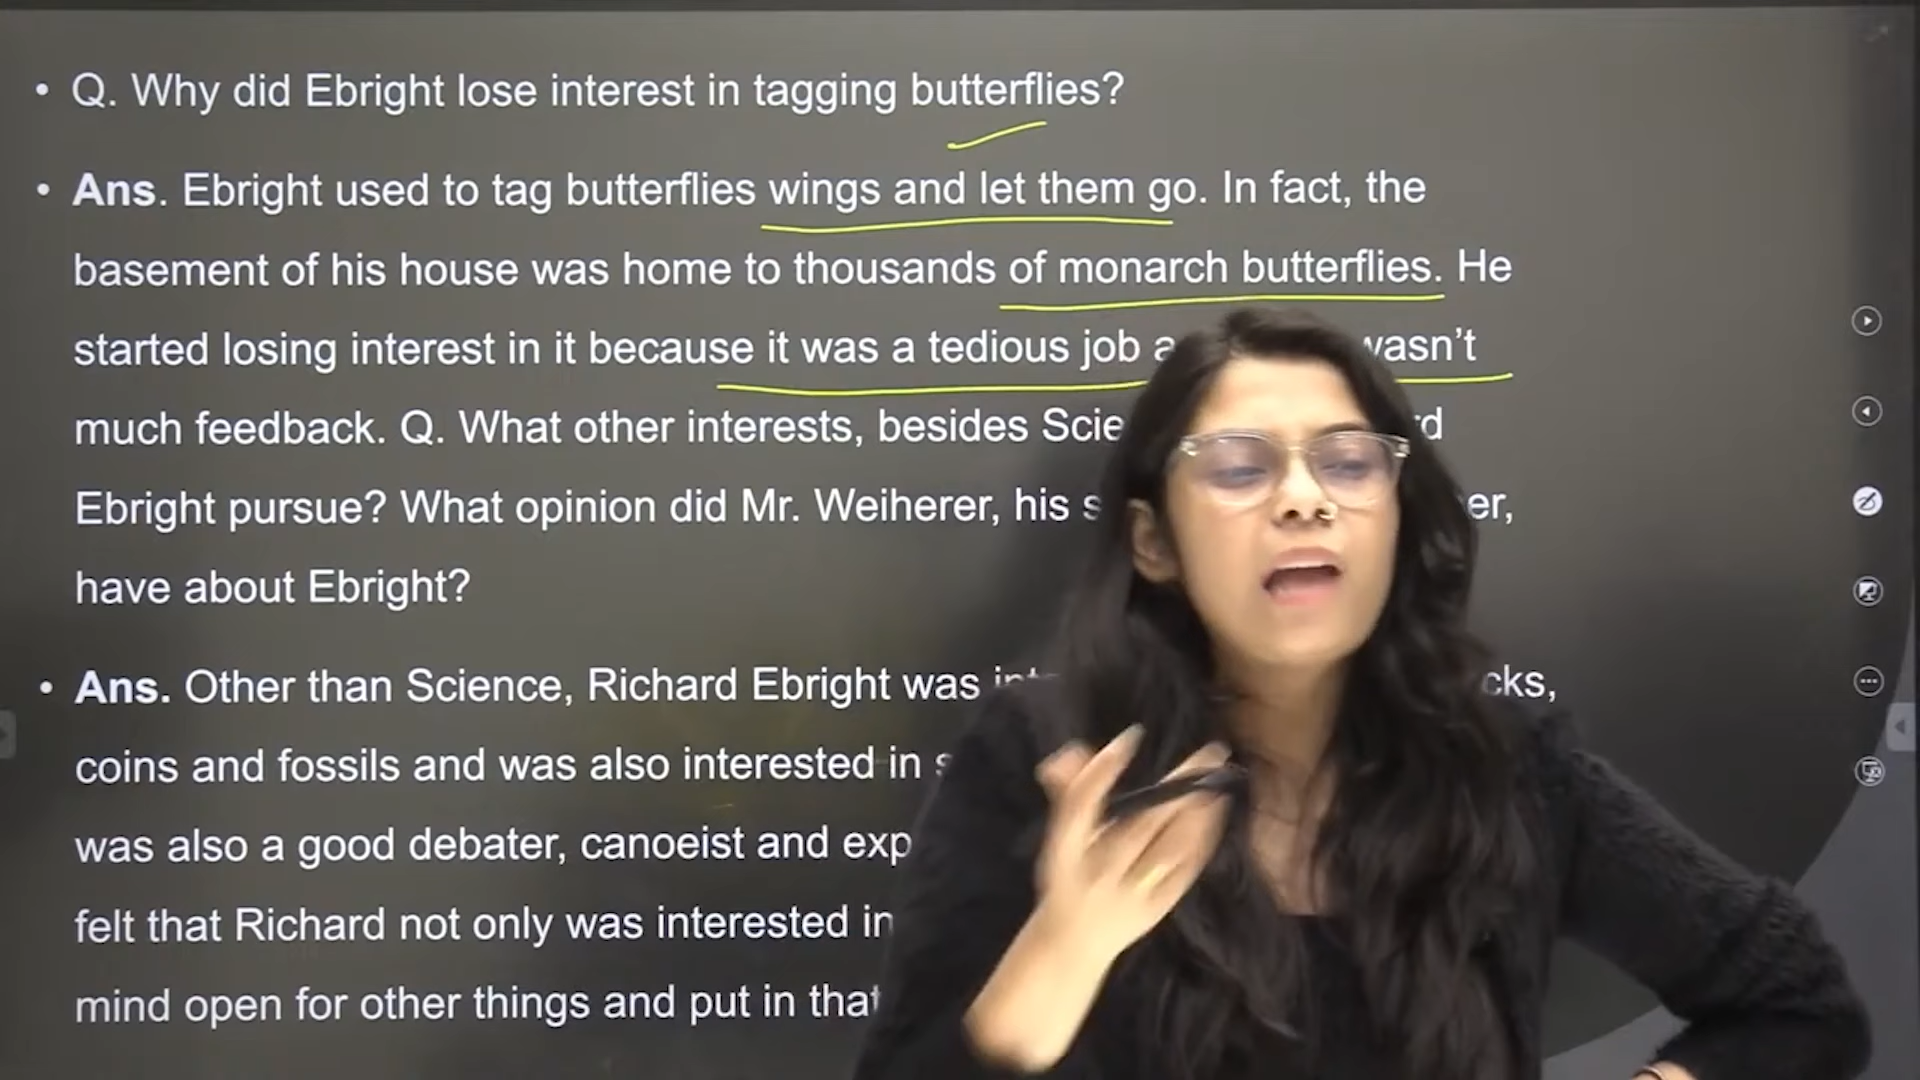 • Q. Why did Ebright lose interest in tagging butterflies?
• Ans. Ebright used to tag butterflies wings and let them go. In fact, the
basement of his house was home to thousands of monarch butterflies. He
started losing interest in it because it was a tedious job wasn't
much feedback. Q. What other interests, besides
Ebright pursue? What opinion did Mr. Weiherer, his
have about Ebright?
• Ans. Other than Science, Richard Ebright was
coins and fossils and was also interested in
was also a good debater, canoeist and
felt that Richard not only was interested in
mind open for other things and put in that